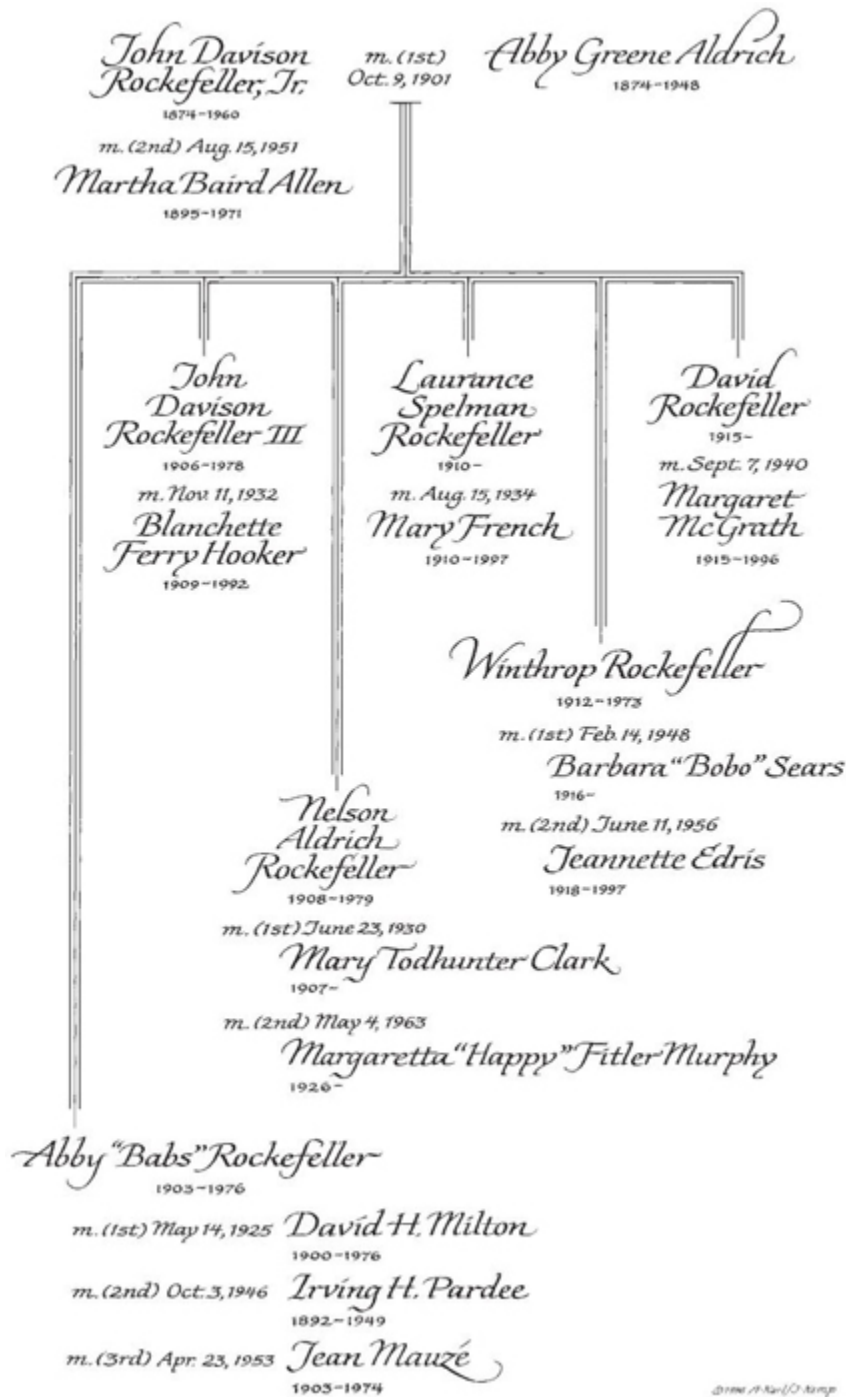 John Davison
Rockefeller, Jr.
1874–1960
m. (1st)
Oct. 9, 1901
Abby Greene Aldrich
1874–1948
m. (2nd) Aug. 15, 1951
Martha Baird Allen
1895–1971
John
Davison
Rockefeller III
1906–1978
m. Nov. 11, 1932
Blanchette
Ferry Hooker
1909–1992
Laurance
Spelman
Rockefeller
1910–
m. Aug. 15, 1934
Mary French
1910–1997
David
Rockefeller
1915–
m. Sept. 7, 1940
Margaret
McGrath
1915–1996
Winthrop Rockefeller
1912–1973
m. (1st) Feb. 14, 1948
Barbara "Bobo" Sears
1916–
m. (2nd) June 11, 1956
Jeannette Edris
1918–1997
Nelson
Aldrich
Rockefeller
1908–1979
m. (1st) June 23, 1930
Mary Todhunter Clark
1907–
m. (2nd) May 4, 1963
Margaretta "Happy" Fitler Murphy
1926–
Abby "Babs" Rockefeller
1903–1976
m. (1st) May 14, 1925 David H. Milton
1900–1976
m. (2nd) Oct. 3, 1946 Irving H. Pardee
1892–1949
m. (3rd) Apr. 23, 1953 Jean Mauzé
1903–1974